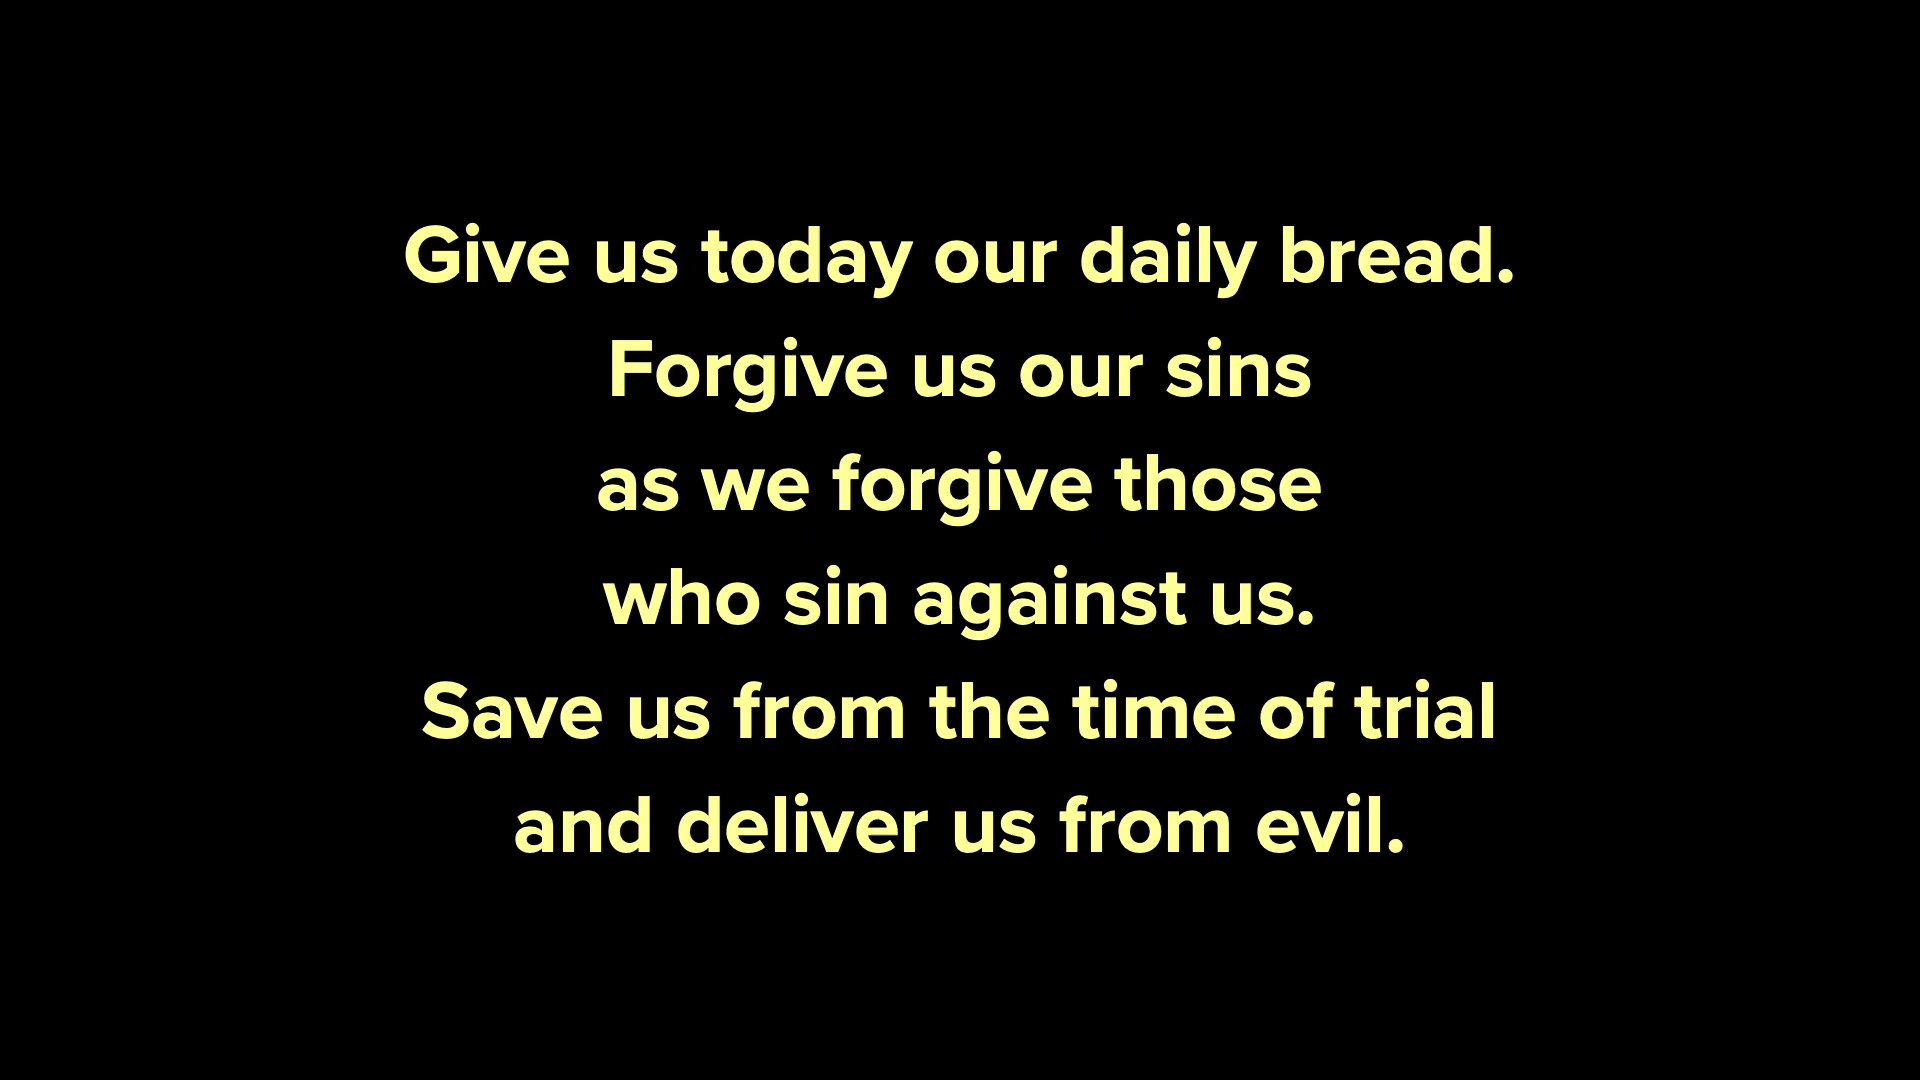 Give us today our daily bread.
Forgive us our sins
as we forgive those
who sin against us.
Save us from the time of trial
and deliver us from evil.